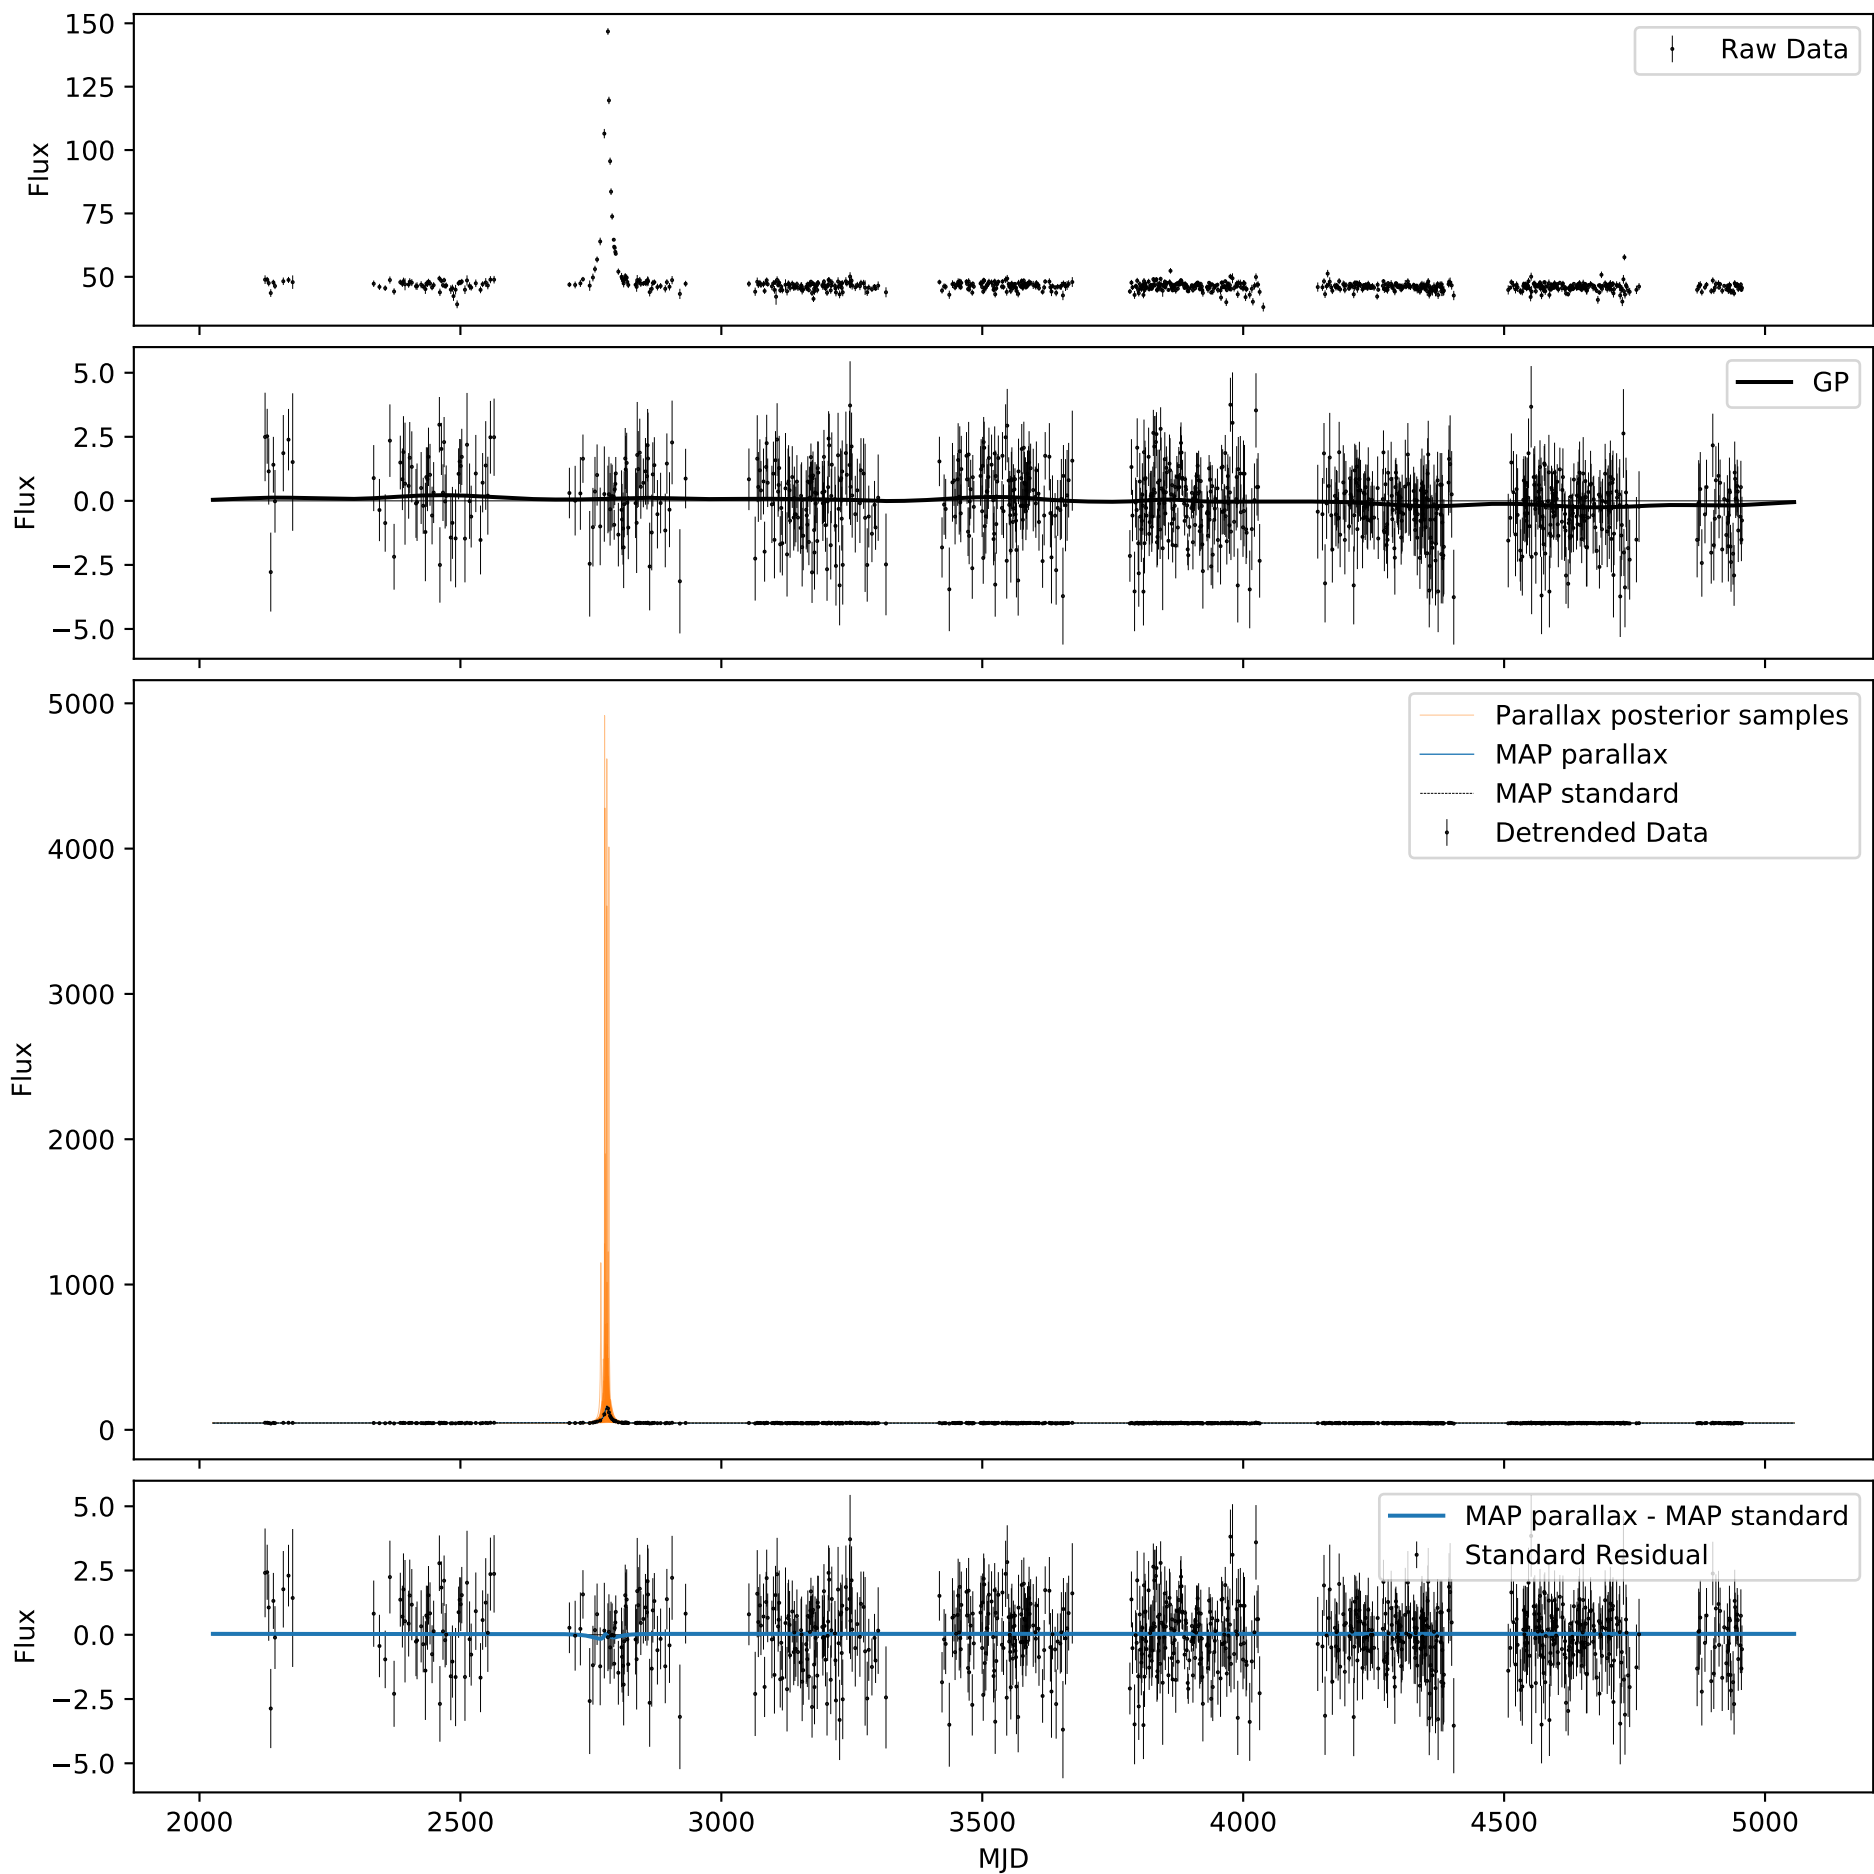 150
125
100
75
50
Flux
Raw Data
5.0
2.5
0.0
−2.5
−5.0
Flux
GP
5000
4000
3000
2000
1000
0
Flux
Parallax posterior samples
MAP parallax
MAP standard
Detrended Data
5.0
2.5
0.0
−2.5
−5.0
Flux
MAP parallax - MAP standard
Standard Residual
2000 2500 3000 3500 4000 4500 5000
MJD